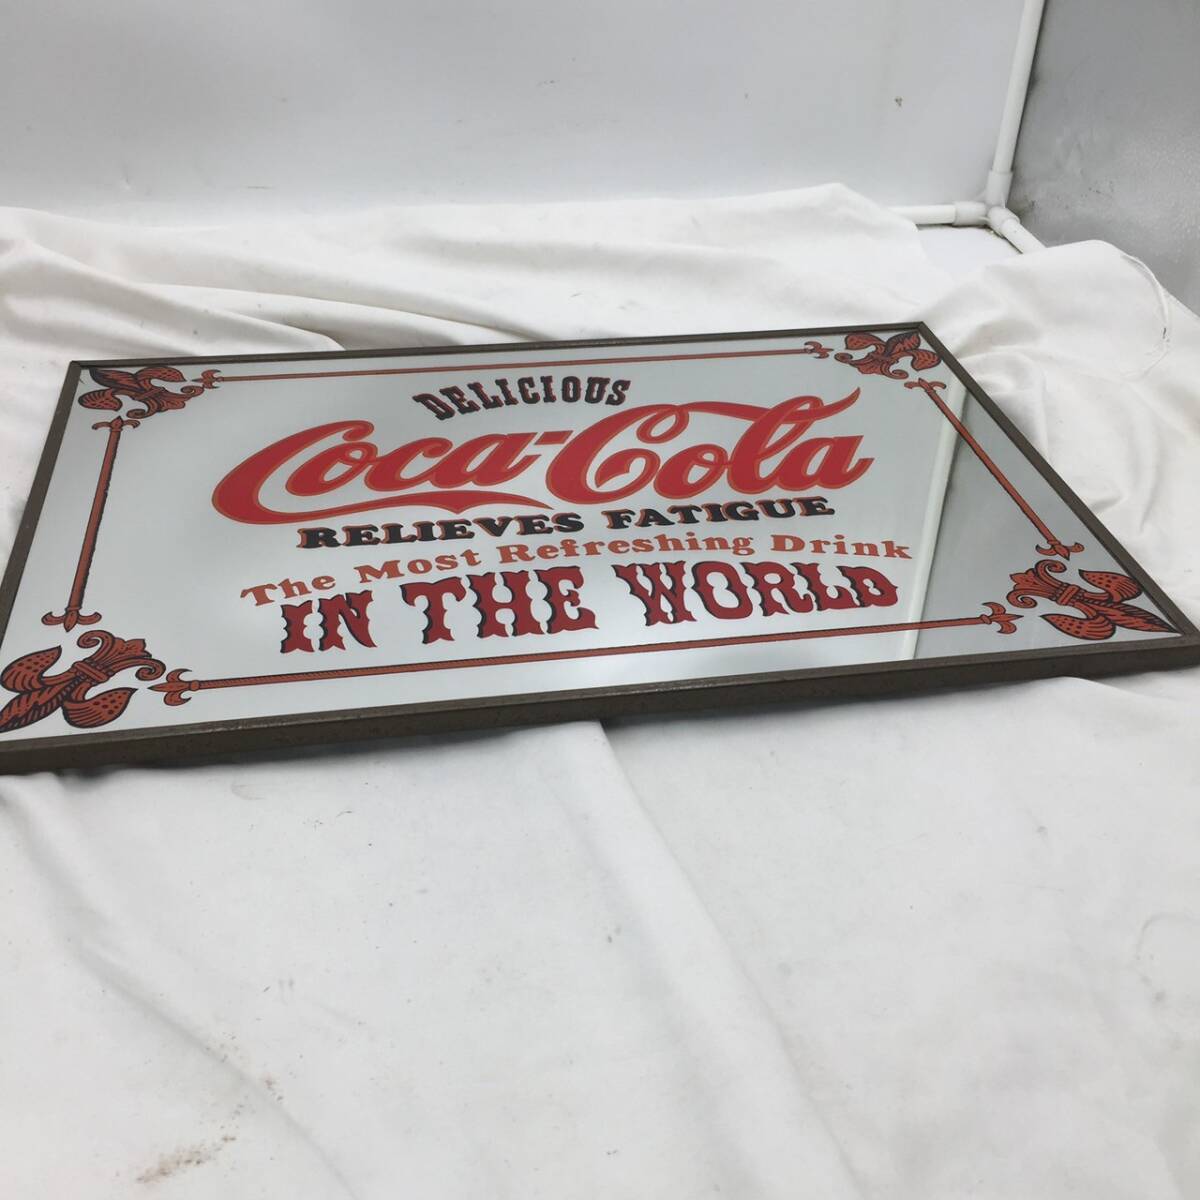 DELICIOUS
Coca-Cola
RELIEVES FATIGUE
The Most Refreshing Drink
IN THE WORLD